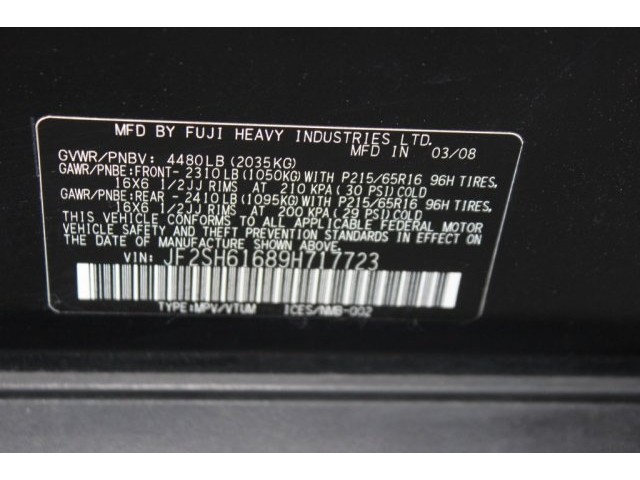 MFD BY FUJI HEAVY INDUSTRIES LTD.
GVWR/PNBV: 4480LB(2035KG) MFD IN 03/08
GAWR/PNBE:FRONT- 2310LB(1050KG)WITH P215/65R16 96H TIRES,
16X6 1/2JJ RIMS AT 210 KPA(30 PSI)COLD
GAWR/PNBE:REAR - 2410LB(1095KG)WITH P215/65R16 96H TIRES,
16X6 1/2JJ RIMS AT 200 KPA(29 PSI)COLD
THIS VEHICLE CONFORMS TO ALL APPLICABLE FEDERAL MOTOR
VEHICLE SAFETY AND THEFT PREVENTION STANDARDS IN EFFECT
ON THE DATE OF MANUFACTURE SHOWN ABOVE.
VIN: JF2SH61689H717723
TYPE:MPV/VTUM ICES/NMB-002